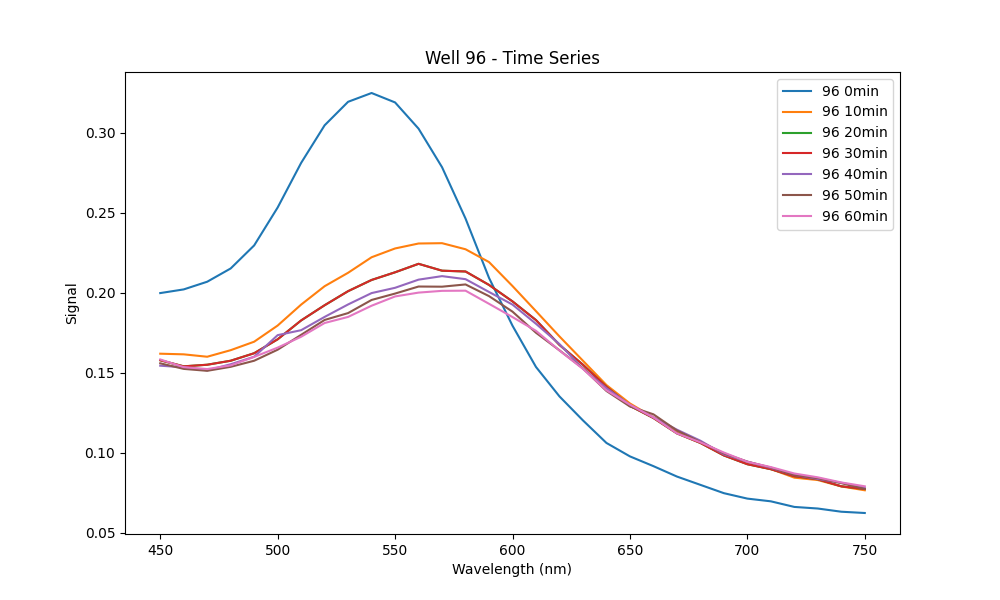 Well 96 - Time Series
96 0min
96 10min
96 20min
96 30min
96 40min
96 50min
96 60min
Signal
0.30
0.25
0.20
0.15
0.10
0.05
450 500 550 600 650 700 750
Wavelength (nm)